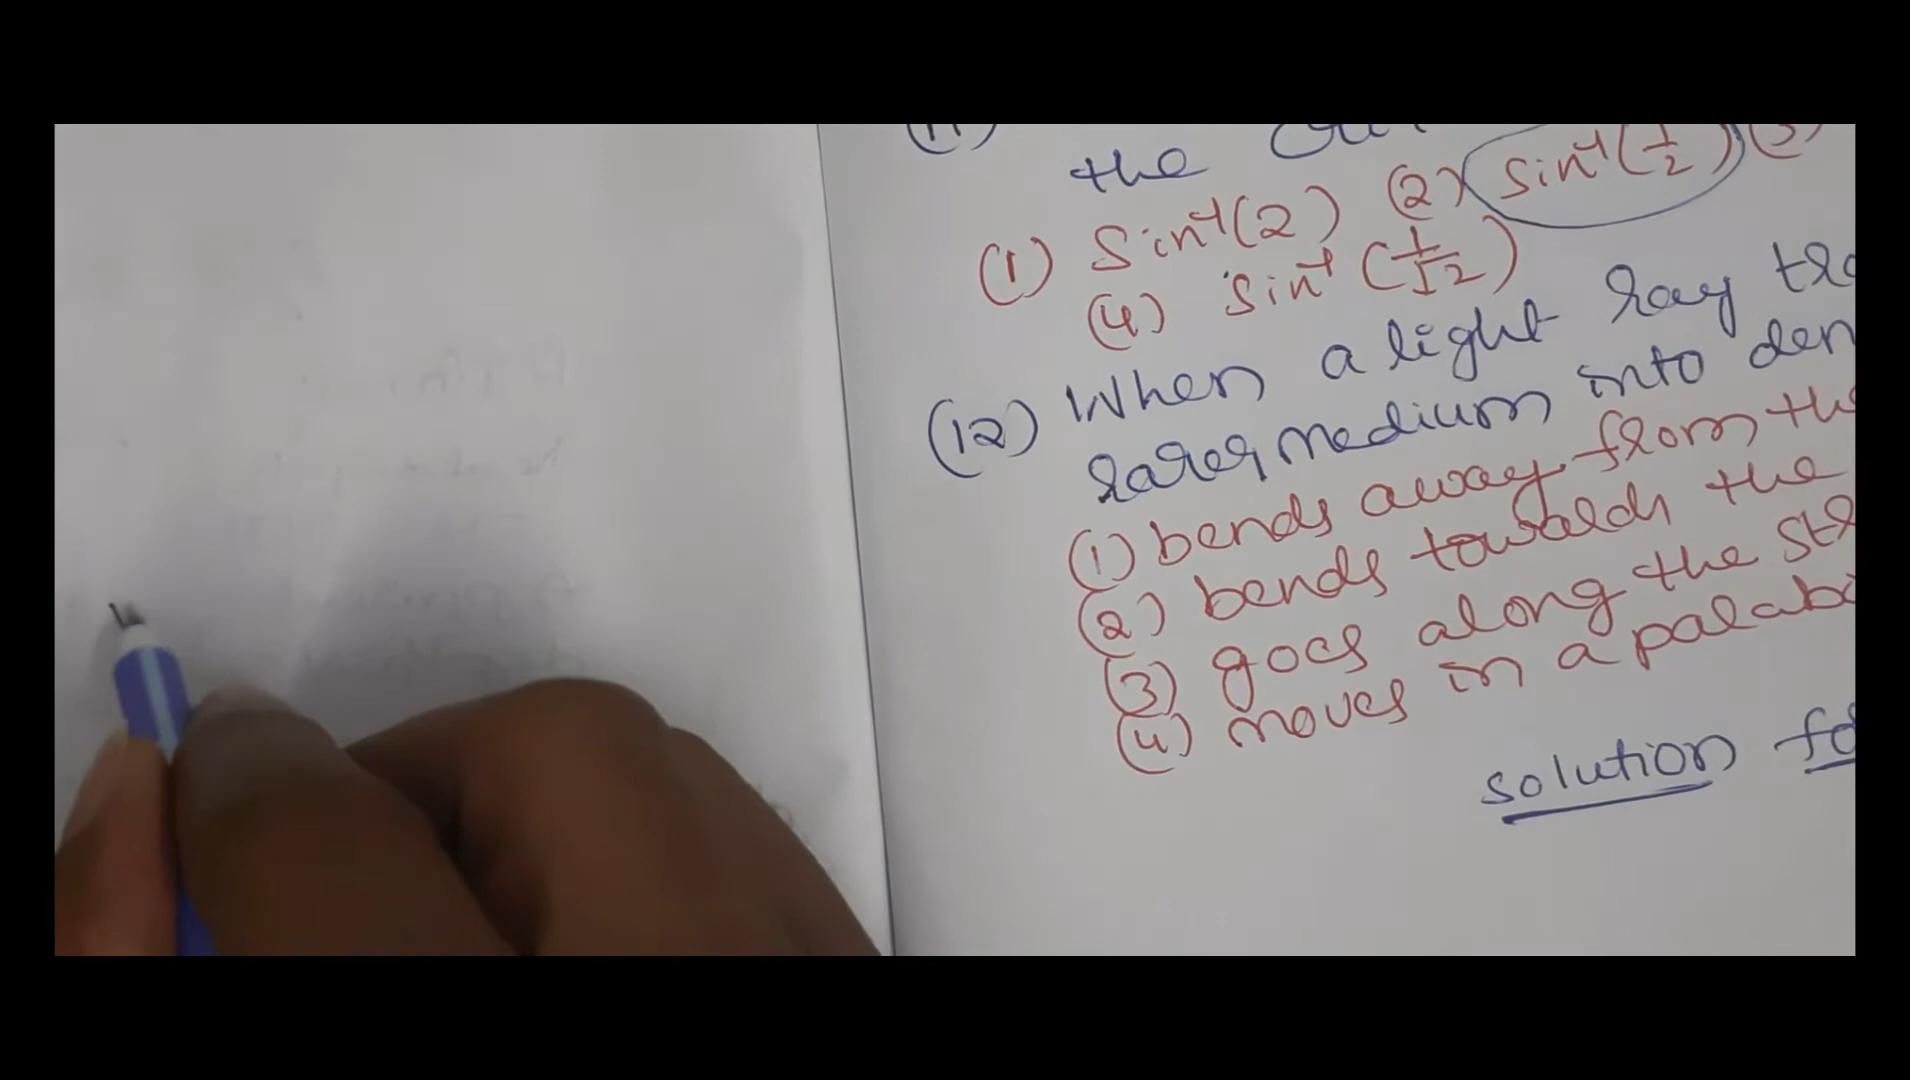 the
(1) Sin⁻¹(2) (2) Sin⁻¹(1/2) (3)
(4) Sin⁻¹(1/√2)
(12) When a light ray
rarer medium into
(1) bends away from
(2) bends towards the
(3) goes along the
(4) moves in a
solution